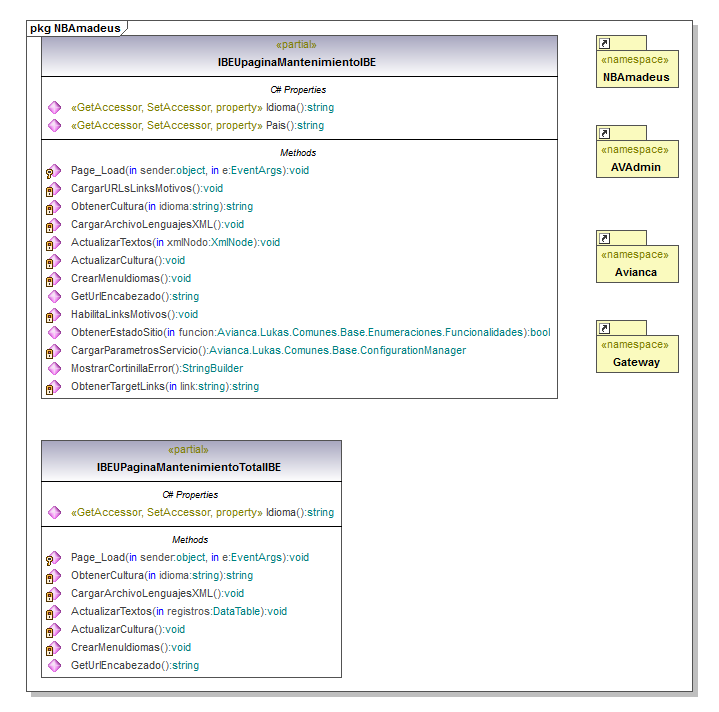 pkg NBAmadeus
«partial»
IBEUpaginaMantenimientoIBE
C# Properties
«GetAccessor, SetAccessor, property» Idioma():string
«GetAccessor, SetAccessor, property» Pais():string
Methods
Page_Load(in sender:object, in e:EventArgs):void
CargarURLsLinksMotivos():void
ObtenerCultura(in idioma:string):string
CargarArchivoLenguajesXML():void
ActualizarTextos(in xmlNodo:XmlNode):void
ActualizarCultura():void
CrearMenuIdiomas():void
GetUrlEncabezado():string
HabilitaLinksMotivos():void
ObtenerEstadoSitio(in funcion:Avianca.Lukas.Comunes.Base.Enumeraciones.Funcionalidades):bool
CargarParametrosServicio():Avianca.Lukas.Comunes.Base.ConfigurationManager
MostrarCortinillaError():StringBuilder
ObtenerTargetLinks(in link:string):string
«namespace»
NBAmadeus
«namespace»
AVAdmin
«namespace»
Avianca
«namespace»
Gateway
«partial»
IBEUPaginaMantenimientoTotalIBE
C# Properties
«GetAccessor, SetAccessor, property» Idioma():string
Methods
Page_Load(in sender:object, in e:EventArgs):void
ObtenerCultura(in idioma:string):string
CargarArchivoLenguajesXML():void
ActualizarTextos(in registros:DataTable):void
ActualizarCultura():void
CrearMenuIdiomas():void
GetUrlEncabezado():string